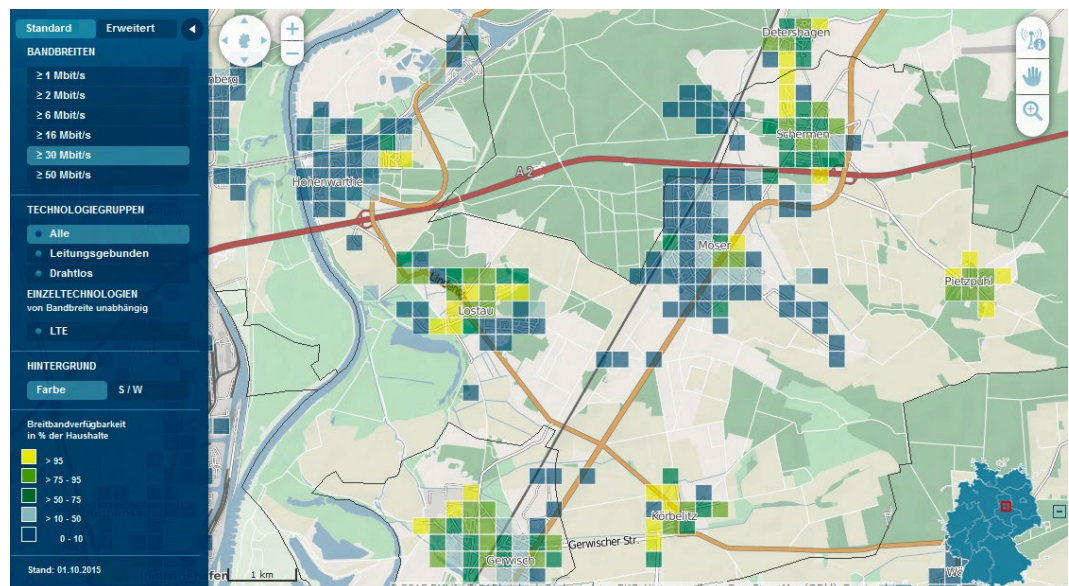 Standard Erweitert
BANDBREITEN
≥ 1 Mbit/s
≥ 2 Mbit/s
≥ 6 Mbit/s
≥ 16 Mbit/s
≥ 30 Mbit/s
≥ 50 Mbit/s
TECHNOLOGIEGRUPPEN
Alle
Leitungsgebunden
Drahtlos
EINZELTECHNOLOGIEN
von Bandbreite unabhängig
LTE
HINTERGRUND
Farbe S / W
Breitbandverfügbarkeit
in % der Haushalte
> 95
> 75 - 95
> 50 - 75
> 10 - 50
0 - 10
Stand: 01.10.2015
Detershagen
Schermen
Hohenwarthe
A 2
Möser
Pietzpuhl
Lostau
Körbelitz
Gerwischer Str.
Gerwisch
1 km